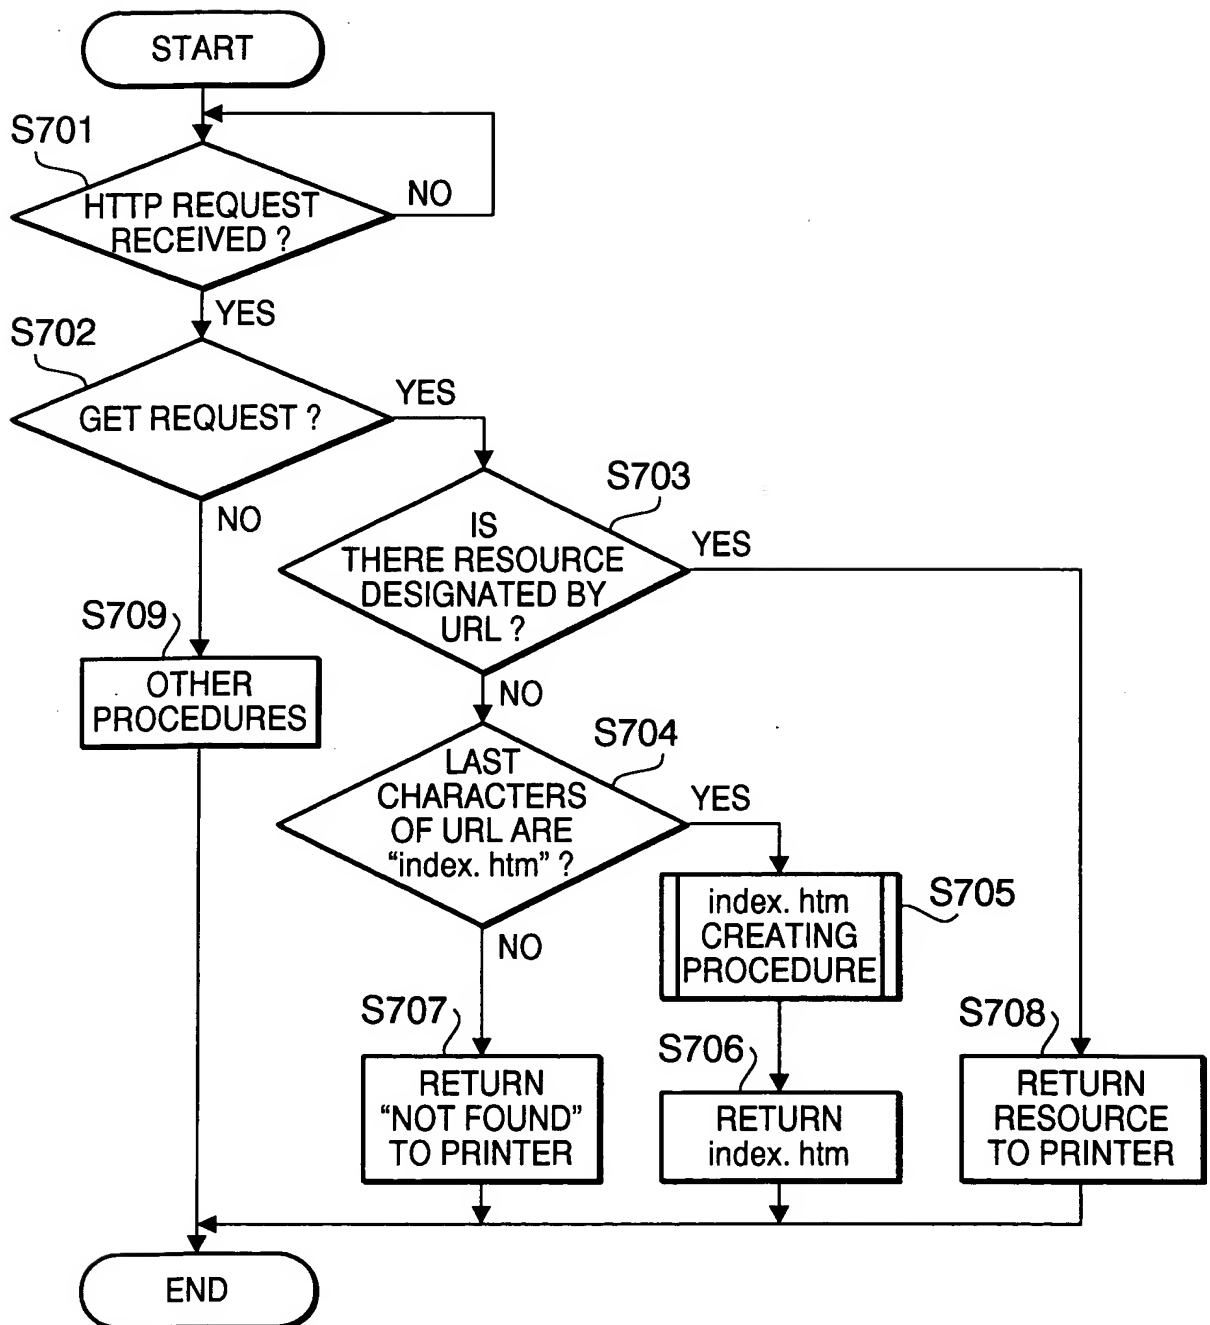 START
S701
HTTP REQUEST
RECEIVED ?
NO
YES
S702
GET REQUEST ?
YES
NO
S703
IS
THERE RESOURCE
DESIGNATED BY
URL ?
YES
NO
S709
OTHER
PROCEDURES
S704
LAST
CHARACTERS
OF URL ARE
“index. htm” ?
YES
NO
S705
index. htm
CREATING
PROCEDURE
S707
RETURN
“NOT FOUND”
TO PRINTER
S706
RETURN
index. htm
S708
RETURN
RESOURCE
TO PRINTER
END